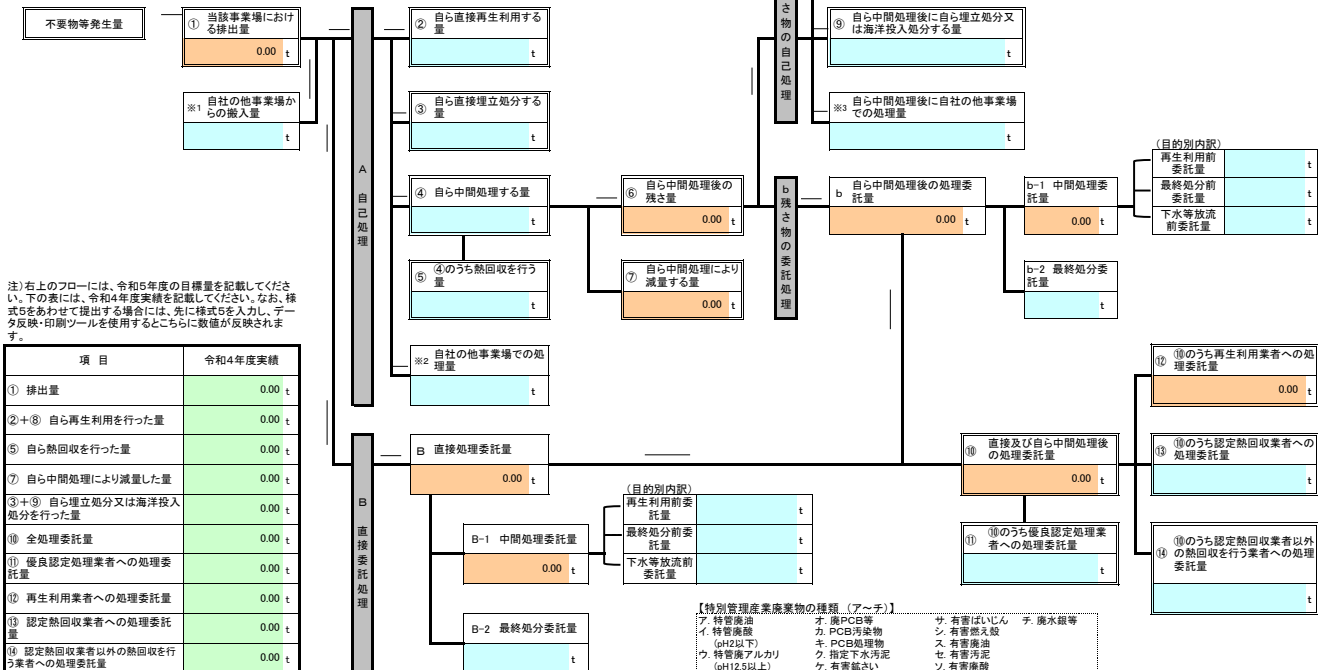 不要物等発生量
① 当該事業場におけ
る排出量
0.00 t
※1 自社の他事業場か
らの搬入量
t
A 自己処理
② 自ら直接再生利用する
量
t
③ 自ら直接埋立処分する
量
t
④ 自ら中間処理する量
t
⑤ ④のうち熱回収を行う
量
t
※2 自社の他事業場での処
理量
t
⑥ 自ら中間処理後の
残さ量
0.00 t
⑦ 自ら中間処理により
減量する量
0.00 t
さ物の自己処理
⑨ 自ら中間処理後に自ら埋立処分又
は海洋投入処分する量
t
※3 自ら中間処理後に自社の他事業場
での処理量
t
b残さ物の委託処理
b 自ら中間処理後の処理委
託量
0.00 t
b-1 中間処理委
託量
0.00 t
b-2 最終処分委
託量
t
(目的別内訳)
再生利用前
委託量
t
最終処分前
委託量
t
下水等放流
前委託量
t
注)右上のフローには、令和5年度の目標量を記載してくださ
い。下の表には、令和4年度実績を記載してください。なお、様
式5をあわせて提出する場合には、先に様式5を入力し、デー
タ反映・印刷ツールを使用するとこちらに数値が反映されま
す。
項 目 令和4年度実績
① 排出量 0.00 t
②+⑧ 自ら再生利用を行った量 0.00 t
⑤ 自ら熱回収を行った量 0.00 t
⑦ 自ら中間処理により減量した量 0.00 t
③+⑨ 自ら埋立処分又は海洋投入
処分を行った量 0.00 t
⑩ 全処理委託量 0.00 t
⑪ 優良認定処理業者への処理委
託量 0.00 t
⑫ 再生利用業者への処理委託量 0.00 t
⑬ 認定熱回収業者への処理委託
量 0.00 t
⑭ 認定熱回収業者以外の熱回収を行
う業者への処理委託量 0.00 t
B 直接委託処理
B 直接処理委託量
0.00 t
B-1 中間処理委託量
0.00 t
B-2 最終処分委託量
t
(目的別内訳)
再生利用前委
託量
t
最終処分前委
託量
t
下水等放流前
委託量
t
⑩ 直接及び自ら中間処理後
の処理委託量
0.00 t
⑪ ⑩のうち優良認定処理業
者への処理委託量
t
⑫ ⑩のうち再生利用業者への処
理委託量
0.00 t
⑬ ⑩のうち認定熱回収業者への
処理委託量
t
⑭ ⑩のうち認定熱回収業者以外
の熱回収を行う業者への処理
委託量
t
【特別管理産業廃棄物の種類 (ア~チ)】
ア. 特管廃油 オ. 廃PCB等 サ. 有害ばいじん チ. 廃水銀等
イ. 特管廃酸 カ. PCB汚染物 シ. 有害燃え殻
(pH2以下) キ. PCB処理物 ス. 有害廃油
ウ. 特管廃アルカリ ク. 指定下水汚泥 セ. 有害汚泥
(pH12.5以上) ケ. 有害鉱さい ソ. 有害廃酸